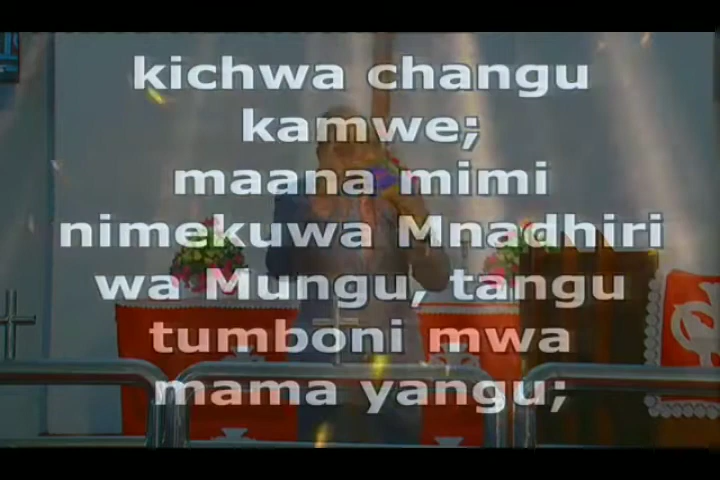 kichwa changu
kamwe;
maana mimi
nimekuwa Mnadhiri
wa Mungu, tangu
tumboni mwa
mama yangu;